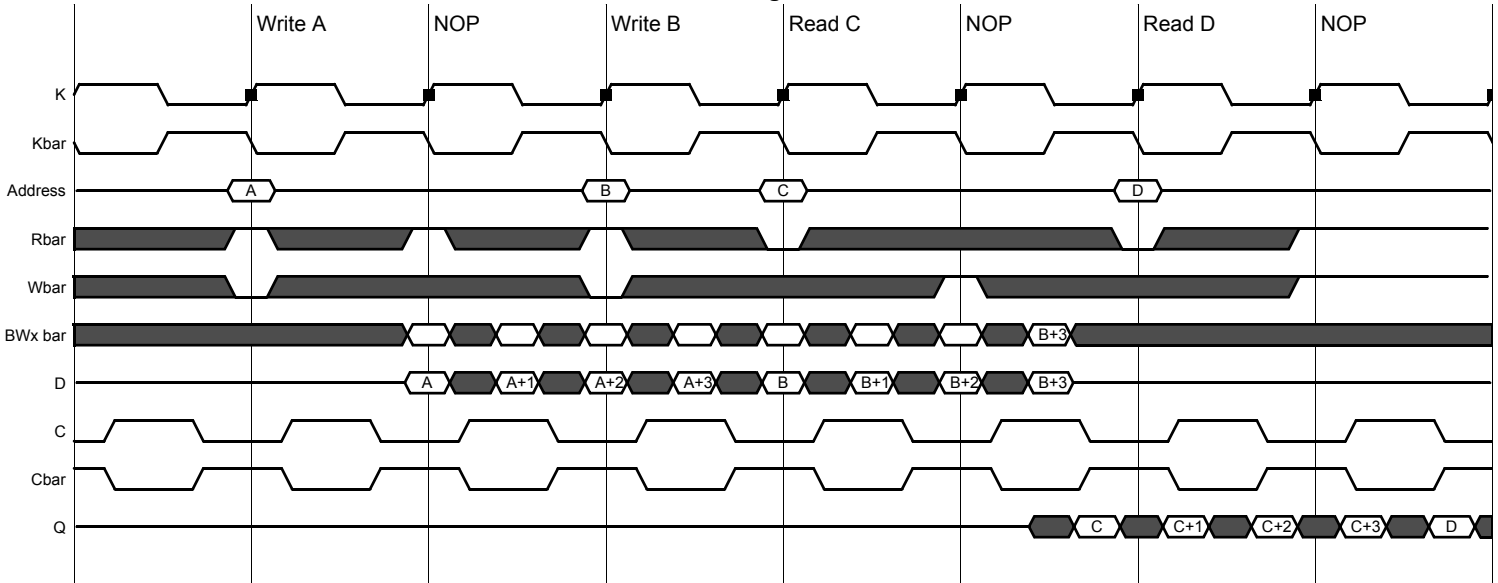 Write A NOP Write B Read C NOP Read D NOP
K
Kbar
Address A B C D
Rbar
Wbar
BWx bar B+3
D A A+1 A+2 A+3 B B+1 B+2 B+3
C
Cbar
Q C C+1 C+2 C+3 D